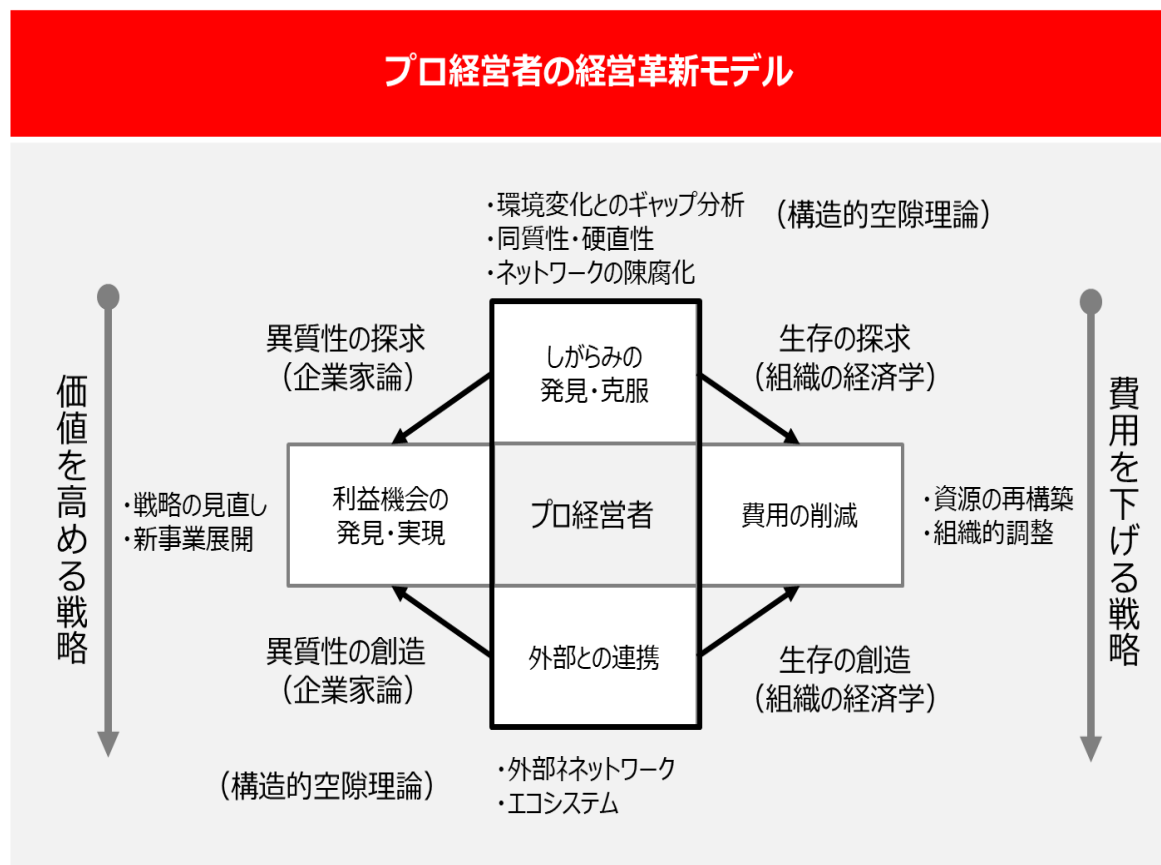 プロ経営者の経営革新モデル
・環境変化とのギャップ分析
・同質性・硬直性
・ネットワークの陳腐化
（構造的空隙理論）
異質性の探求
（企業家論）
しがらみの
発見・克服
生存の探求
（組織の経済学）
価値を高める戦略
・戦略の見直し
・新事業展開
利益機会の
発見・実現
プロ経営者
費用の削減
・資源の再構築
・組織的調整
費用を下げる戦略
異質性の創造
（企業家論）
外部との連携
生存の創造
（組織の経済学）
（構造的空隙理論）
・外部ネネットワーク
・エコシステム